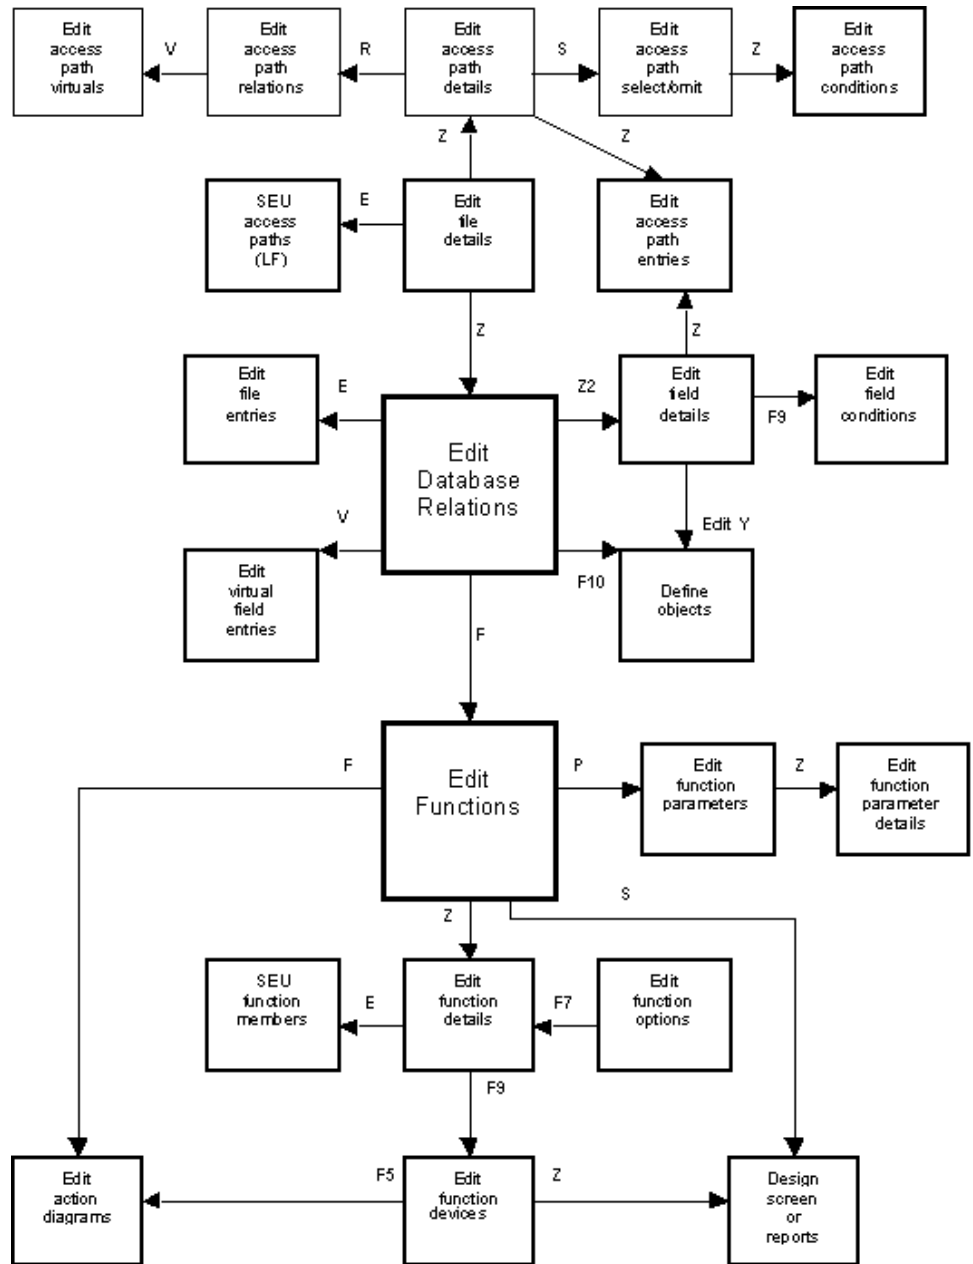 Edit
access
path
virtuals
V
Edit
access
path
relations
R
Edit
access
path
details
S
Edit
access
path
select/omit
Z
Edit
access
path
conditions
Z
Z
SEU
access
paths
(LF)
E
Edit
file
details
Edit
access
path
entries
Z
Z
Edit
file
entries
E
Z2
Edit
field
details
F9
Edit
field
conditions
Edit
Database
Relations
V
Edit Y
Edit
virtual
field
entries
F10
Define
objects
F
F
Edit
Functions
P
Edit
function
parameters
Z
Edit
function
parameter
details
Z
S
SEU
function
members
E
Edit
function
details
F7
Edit
function
options
F9
Edit
action
diagrams
F5
Edit
function
devices
Z
Design
screen
or
reports